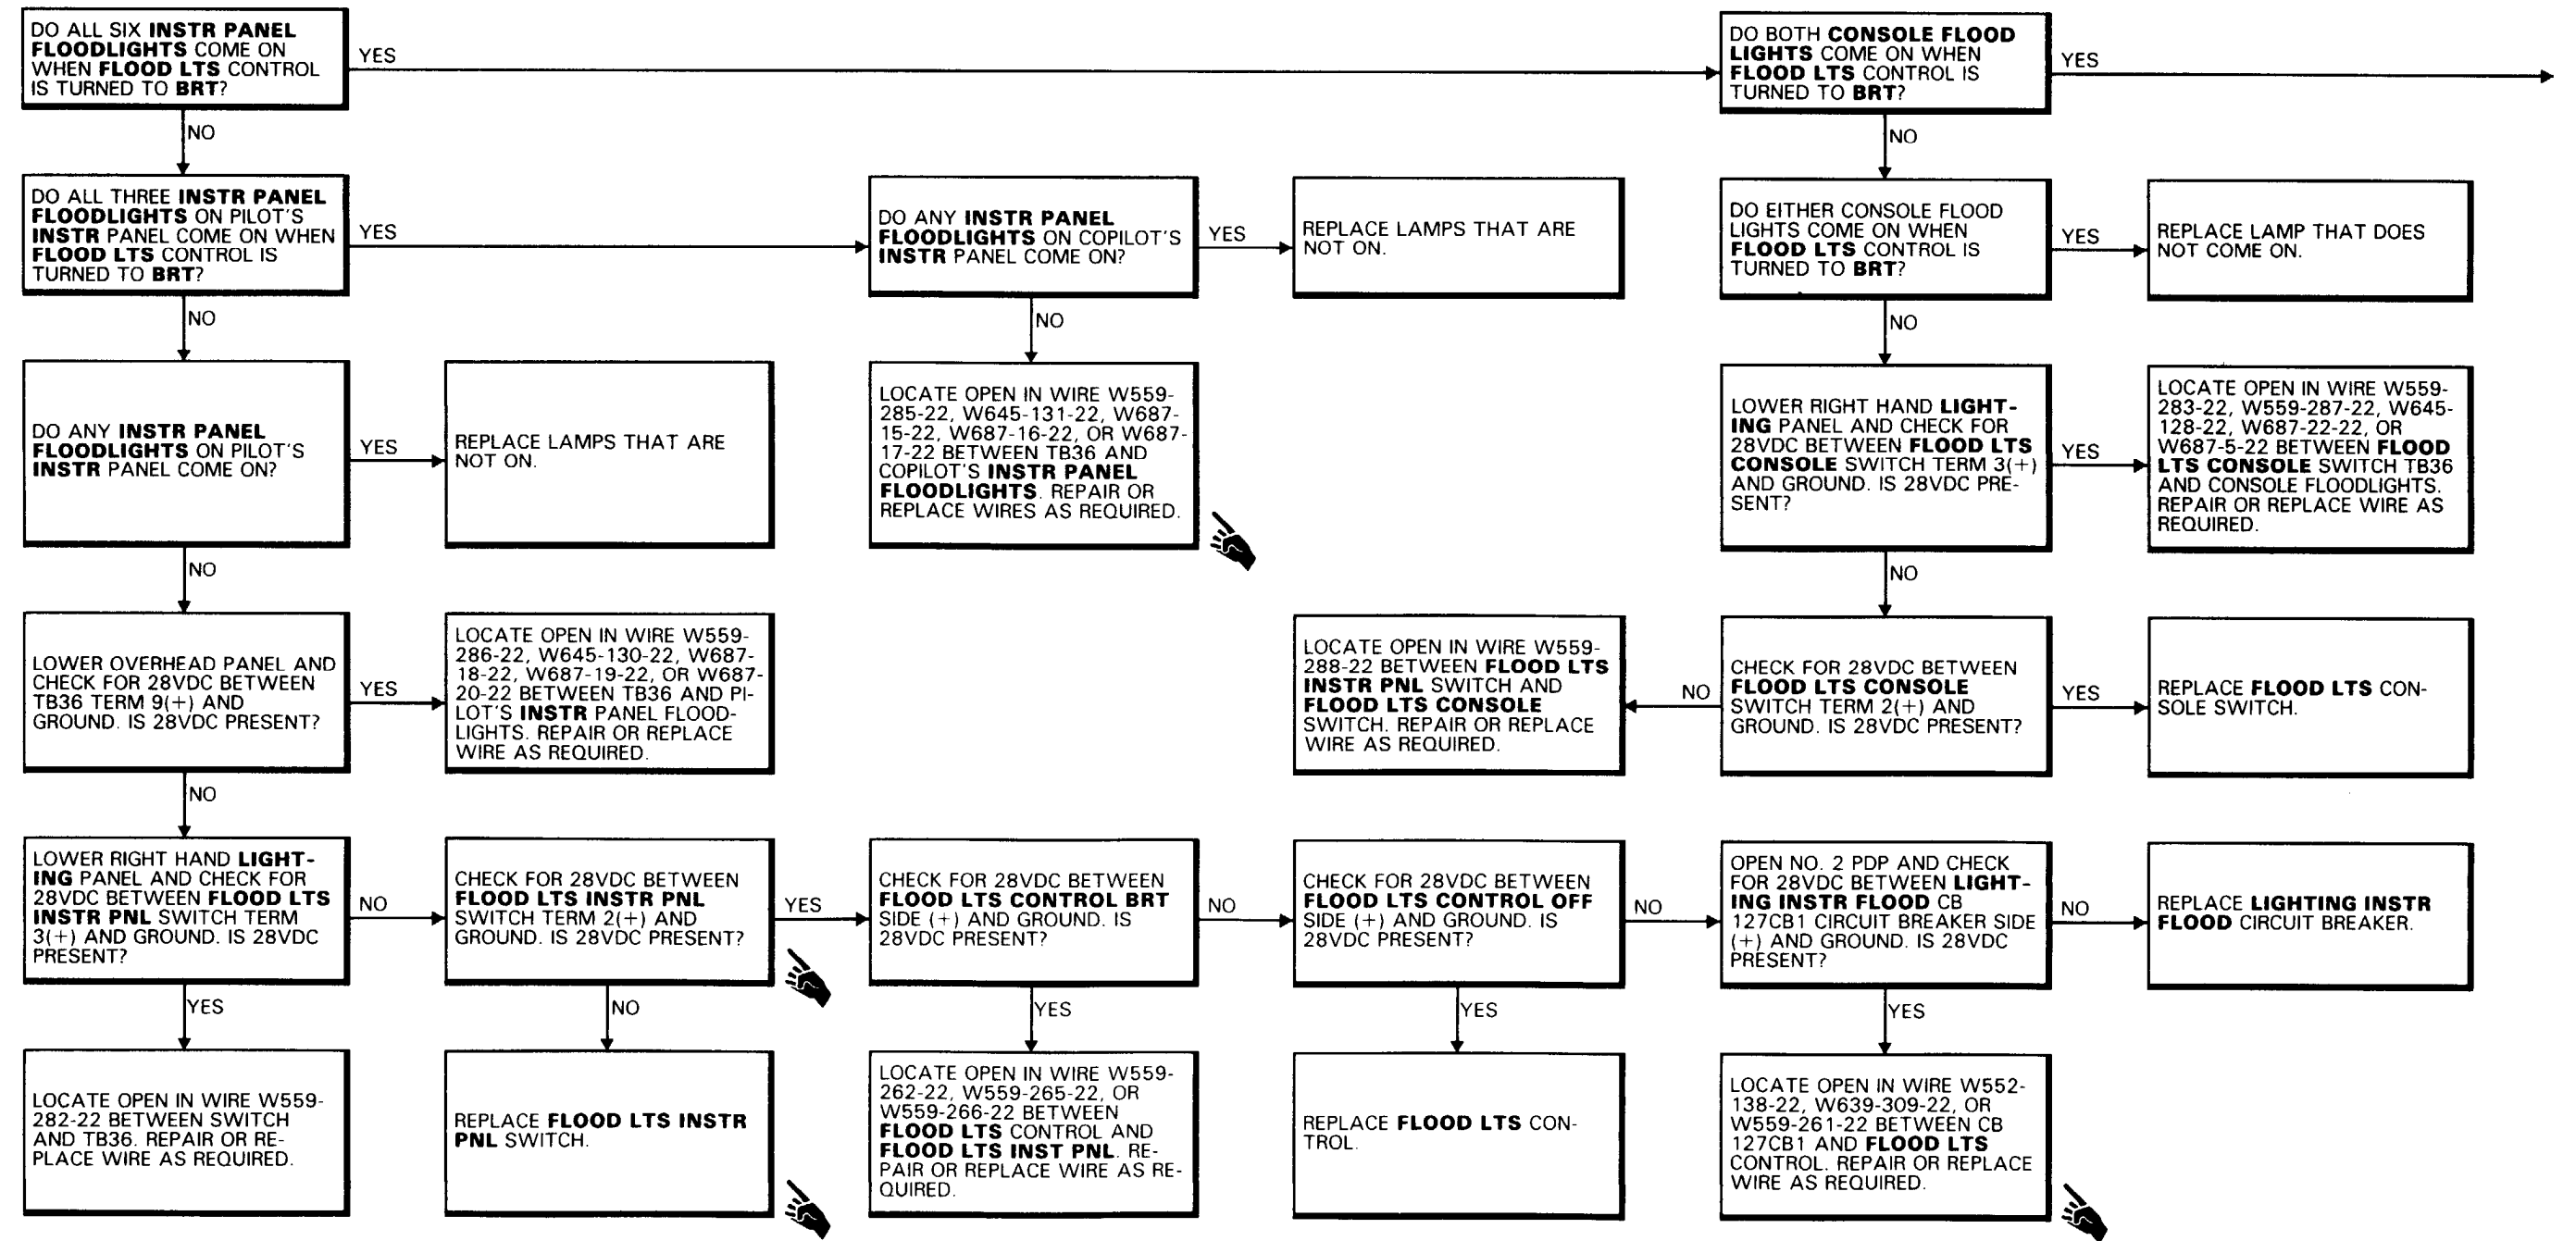 DO ALL SIX INSTR PANEL
FLOODLIGHTS COME ON
WHEN FLOOD LTS CONTROL
IS TURNED TO BRT?
YES
DO BOTH CONSOLE FLOOD
LIGHTS COME ON WHEN
FLOOD LTS CONTROL IS
TURNED TO BRT?
YES
NO
NO
DO ALL THREE INSTR PANEL
FLOODLIGHTS ON PILOT'S
INSTR PANEL COME ON WHEN
FLOOD LTS CONTROL IS
TURNED TO BRT?
YES
DO ANY INSTR PANEL
FLOODLIGHTS ON COPILOT'S
INSTR PANEL COME ON?
YES
REPLACE LAMPS THAT ARE
NOT ON.
DO EITHER CONSOLE FLOOD
LIGHTS COME ON WHEN
FLOOD LTS CONTROL IS
TURNED TO BRT?
YES
REPLACE LAMP THAT DOES
NOT COME ON.
NO
NO
NO
DO ANY INSTR PANEL
FLOODLIGHTS ON PILOT'S
INSTR PANEL COME ON?
YES
REPLACE LAMPS THAT ARE
NOT ON.
LOCATE OPEN IN WIRE W559-
285-22, W645-131-22, W687-
15-22, W687-16-22, OR W687-
17-22 BETWEEN TB36 AND
COPILOT'S INSTR PANEL
FLOODLIGHTS. REPAIR OR
REPLACE WIRES AS REQUIRED.
LOWER RIGHT HAND LIGHT-
ING PANEL AND CHECK FOR
28VDC BETWEEN FLOOD LTS
CONSOLE SWITCH TERM 3(+)
AND GROUND. IS 28VDC PRE-
SENT?
YES
LOCATE OPEN IN WIRE W559-
283-22, W559-287-22, W645-
128-22, W687-22-22, OR
W687-5-22 BETWEEN FLOOD
LTS CONSOLE SWITCH TB36
AND CONSOLE FLOODLIGHTS.
REPAIR OR REPLACE WIRE AS
REQUIRED.
NO
NO
LOWER OVERHEAD PANEL AND
CHECK FOR 28VDC BETWEEN
TB36 TERM 9(+) AND
GROUND. IS 28VDC PRESENT?
YES
LOCATE OPEN IN WIRE W559-
286-22, W645-130-22, W687-
18-22, W687-19-22, OR W687-
20-22 BETWEEN TB36 AND PI-
LOT'S INSTR PANEL FLOOD-
LIGHTS. REPAIR OR REPLACE
WIRE AS REQUIRED.
LOCATE OPEN IN WIRE W559-
288-22 BETWEEN FLOOD LTS
INSTR PNL SWITCH AND
FLOOD LTS CONSOLE
SWITCH. REPAIR OR REPLACE
WIRE AS REQUIRED.
NO
CHECK FOR 28VDC BETWEEN
FLOOD LTS CONSOLE
SWITCH TERM 2(+) AND
GROUND. IS 28VDC PRESENT?
YES
REPLACE FLOOD LTS CON-
SOLE SWITCH.
NO
LOWER RIGHT HAND LIGHT-
ING PANEL AND CHECK FOR
28VDC BETWEEN FLOOD LTS
INSTR PNL SWITCH TERM
3(+) AND GROUND. IS 28VDC
PRESENT?
NO
CHECK FOR 28VDC BETWEEN
FLOOD LTS INSTR PNL
SWITCH TERM 2(+) AND
GROUND. IS 28VDC PRESENT?
YES
CHECK FOR 28VDC BETWEEN
FLOOD LTS CONTROL BRT
SIDE (+) AND GROUND. IS
28VDC PRESENT?
NO
CHECK FOR 28VDC BETWEEN
FLOOD LTS CONTROL OFF
SIDE (+) AND GROUND. IS
28VDC PRESENT?
NO
OPEN NO. 2 PDP AND CHECK
FOR 28VDC BETWEEN LIGHT-
ING INSTR FLOOD CB
127CB1 CIRCUIT BREAKER SIDE
(+) AND GROUND. IS 28VDC
PRESENT?
NO
REPLACE LIGHTING INSTR
FLOOD CIRCUIT BREAKER.
YES
NO
YES
YES
YES
LOCATE OPEN IN WIRE W559-
282-22 BETWEEN SWITCH
AND TB36. REPAIR OR RE-
PLACE WIRE AS REQUIRED.
REPLACE FLOOD LTS INSTR
PNL SWITCH.
LOCATE OPEN IN WIRE W559-
262-22, W559-265-22, OR
W559-266-22 BETWEEN
FLOOD LTS CONTROL AND
FLOOD LTS INST PNL. RE-
PAIR OR REPLACE WIRE AS RE-
QUIRED.
REPLACE FLOOD LTS CON-
TROL.
LOCATE OPEN IN WIRE W552-
138-22, W639-309-22, OR
W559-261-22 BETWEEN CB
127CB1 AND FLOOD LTS
CONTROL. REPAIR OR REPLACE
WIRE AS REQUIRED.